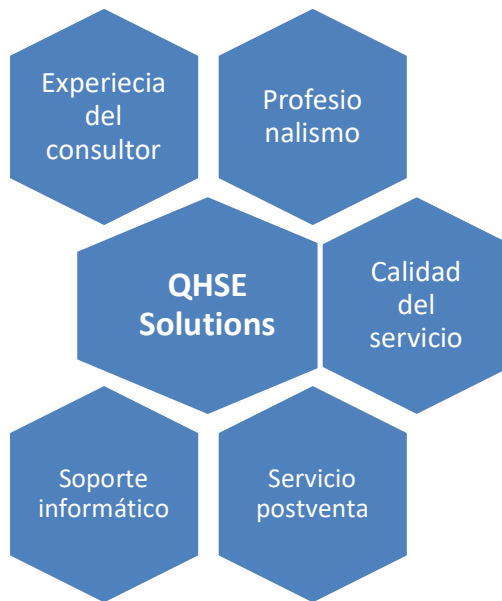 Experiecia
del
consultor
Profesio
nalismo
QHSE
Solutions
Calidad
del
servicio
Soporte
informático
Servicio
postventa